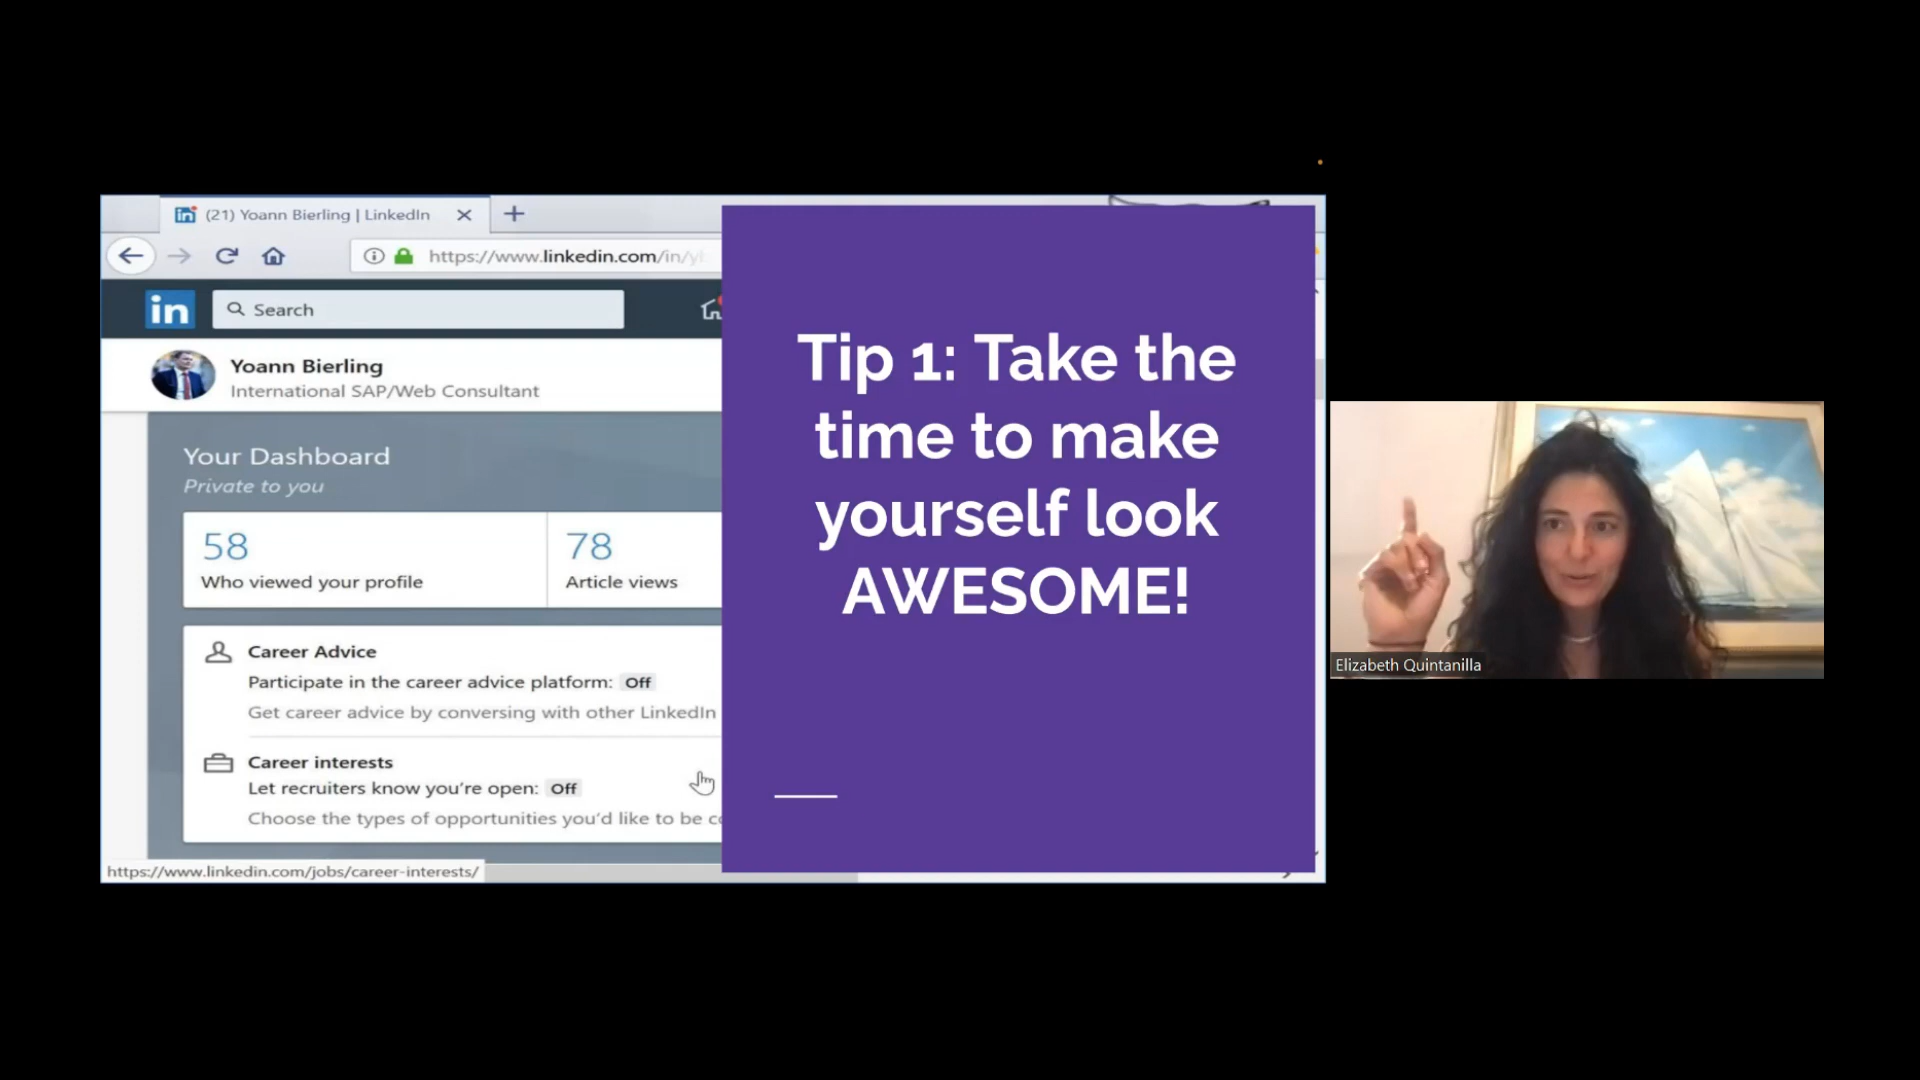 (21) Yoann Bierling | LinkedIn
https://www.linkedin.com/in/y
in
Search
Yoann Bierling
International SAP/Web Consultant
Your Dashboard
Private to you
58
Who viewed your profile
78
Article views
Career Advice
Participate in the career advice platform: Off
Get career advice by conversing with other LinkedIn
Career interests
Let recruiters know you're open: Off
Choose the types of opportunities you'd like to be c
https://www.linkedin.com/jobs/career-interests/
Tip 1: Take the
time to make
yourself look
AWESOME!
Elizabeth Quintanilla